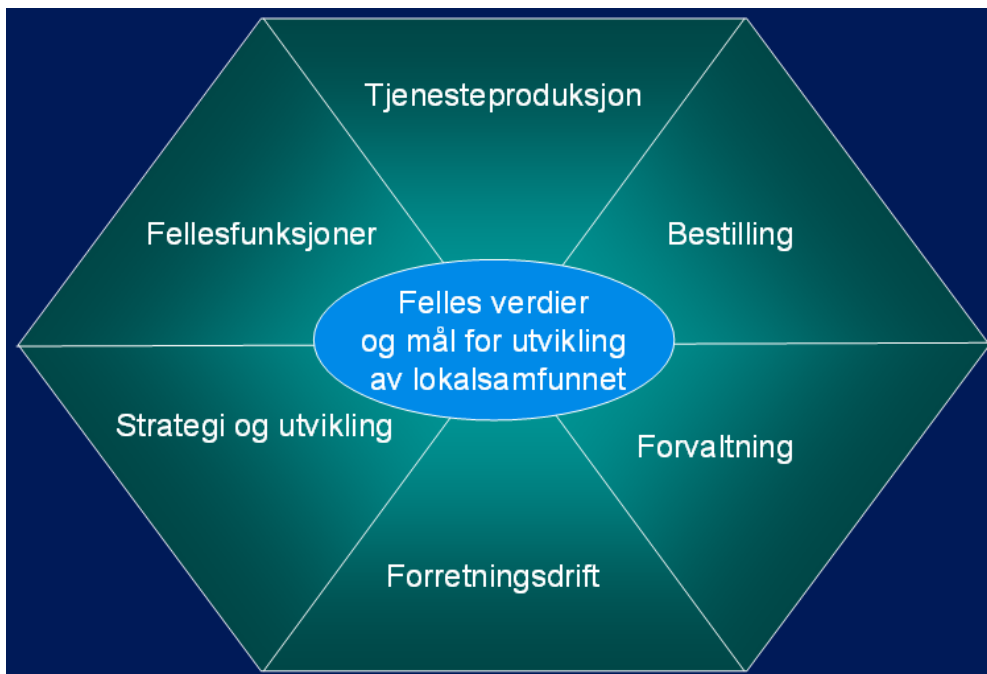 Tjenesteproduksjon
Fellesfunksjoner
Bestilling
Felles verdier
og mål for utvikling
av lokalsamfunnet
Strategi og utvikling
Forvaltning
Forretningsdrift